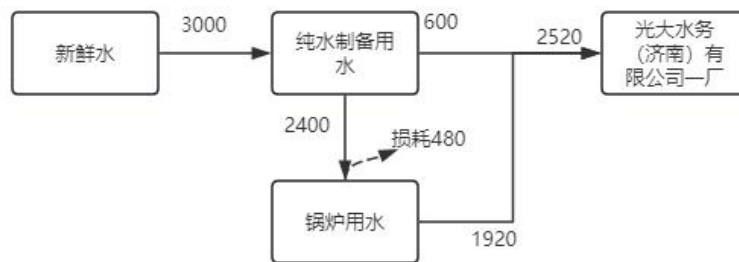 3000
600
2520
新鲜水
纯水制备用
水
光大水务
（济南）有
限公司一厂
2400
损耗480
锅炉用水
1920